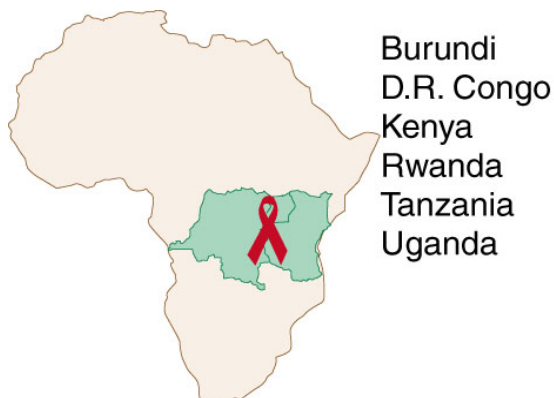 Burundi
D.R. Congo
Kenya
Rwanda
Tanzania
Uganda